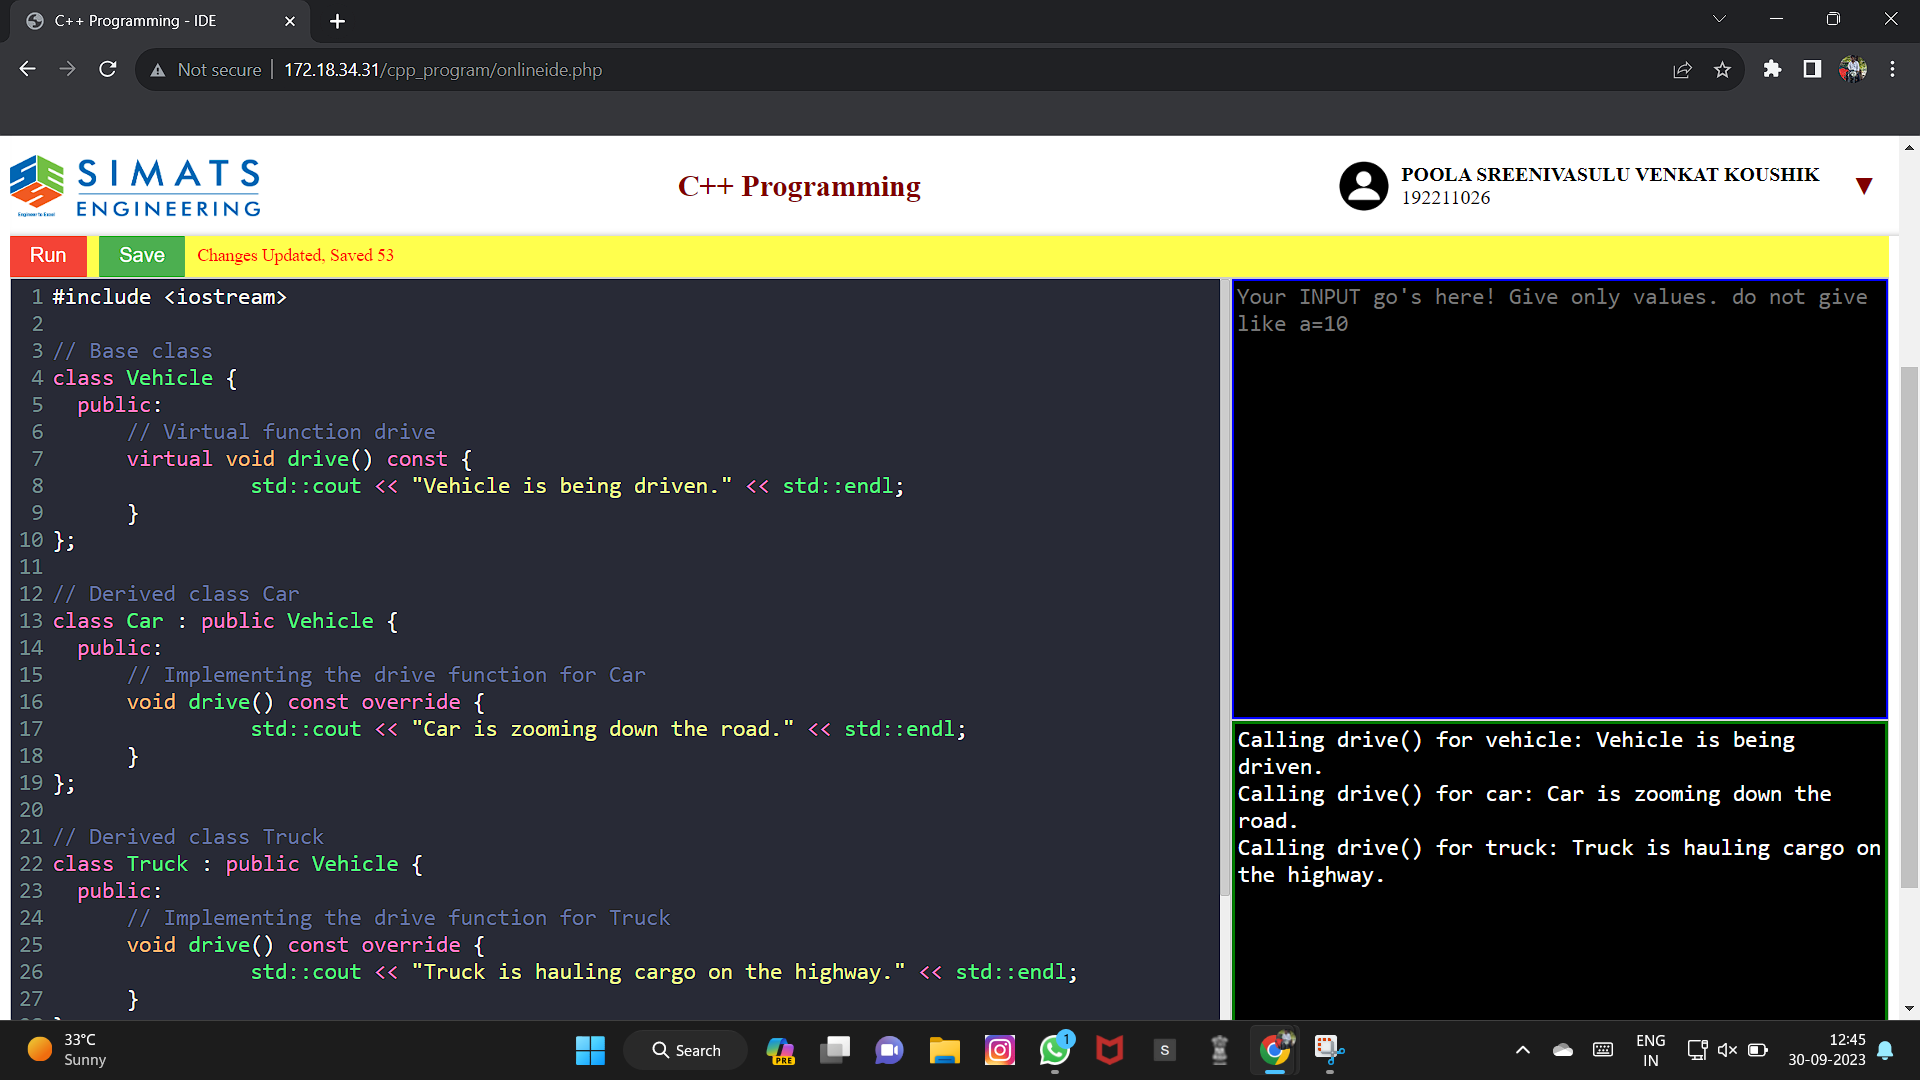 C++ Programming - IDE
Not secure | 172.18.34.31/cpp_program/onlineide.php
SIMATS
ENGINEERING
Engineer to Excel
C++ Programming
POOLA SREENIVASULU VENKAT KOUSHIK
192211026
Run
Save
Changes Updated, Saved 53
1 #include <iostream>
2
3 // Base class
4 class Vehicle {
5 public:
6 // Virtual function drive
7 virtual void drive() const {
8 std::cout << "Vehicle is being driven." << std::endl;
9 }
10 };
11
12 // Derived class Car
13 class Car : public Vehicle {
14 public:
15 // Implementing the drive function for Car
16 void drive() const override {
17 std::cout << "Car is zooming down the road." << std::endl;
18 }
19 };
20
21 // Derived class Truck
22 class Truck : public Vehicle {
23 public:
24 // Implementing the drive function for Truck
25 void drive() const override {
26 std::cout << "Truck is hauling cargo on the highway." << std::endl;
27 }
Your INPUT go's here! Give only values. do not give
like a=10
Calling drive() for vehicle: Vehicle is being
driven.
Calling drive() for car: Car is zooming down the
road.
Calling drive() for truck: Truck is hauling cargo on
the highway.
33°C
Sunny
Search
PRE
1
S
ENG
IN
12:45
30-09-2023